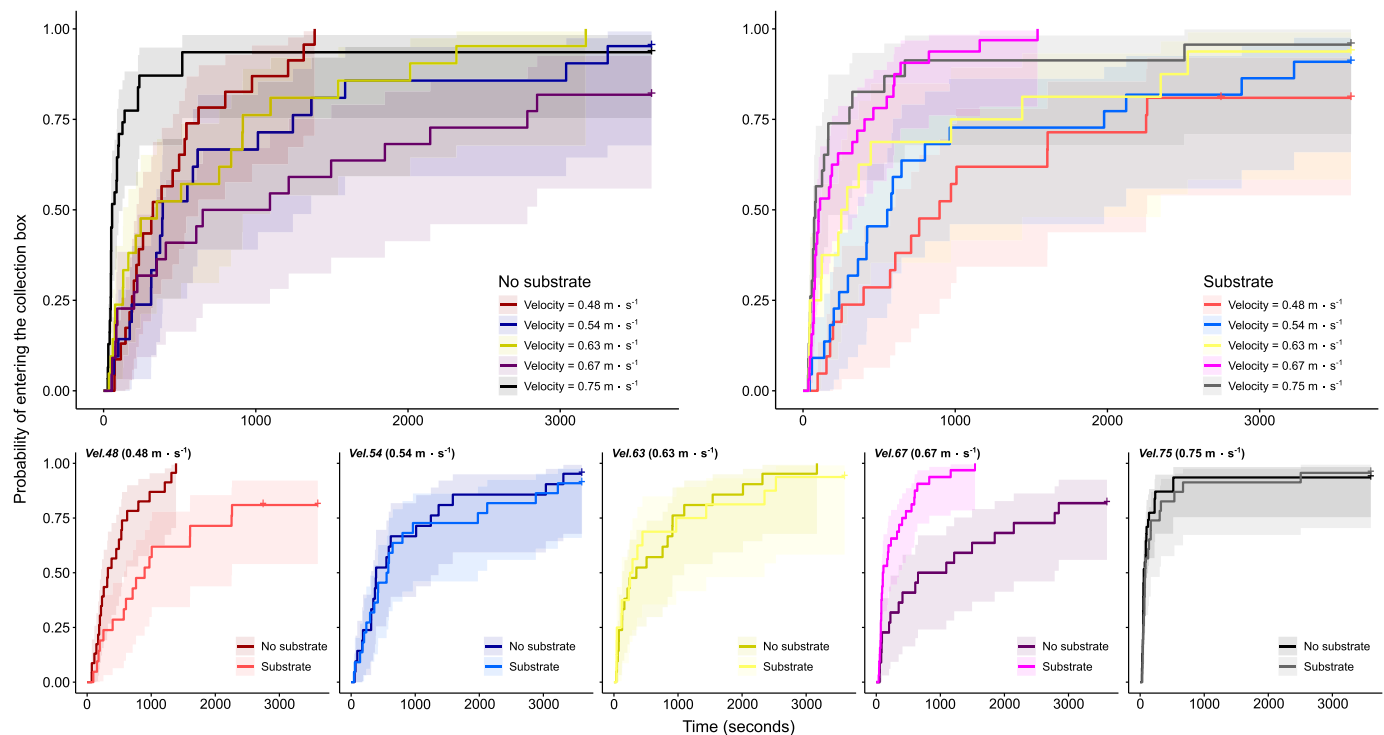 Probability of entering the collection box
1.00
0.75
0.50
0.25
0.00
0
1000
2000
3000
No substrate
Velocity = 0.48 m · s⁻¹
Velocity = 0.54 m · s⁻¹
Velocity = 0.63 m · s⁻¹
Velocity = 0.67 m · s⁻¹
Velocity = 0.75 m · s⁻¹
1.00
0.75
0.50
0.25
0.00
0
1000
2000
3000
Substrate
Velocity = 0.48 m · s⁻¹
Velocity = 0.54 m · s⁻¹
Velocity = 0.63 m · s⁻¹
Velocity = 0.67 m · s⁻¹
Velocity = 0.75 m · s⁻¹
Vel.48 (0.48 m · s⁻¹)
1.00
0.75
0.50
0.25
0.00
No substrate
Substrate
0
1000
2000
3000
Vel.54 (0.54 m · s⁻¹)
No substrate
Substrate
0
1000
2000
3000
Vel.63 (0.63 m · s⁻¹)
No substrate
Substrate
0
1000
2000
3000
Vel.67 (0.67 m · s⁻¹)
No substrate
Substrate
0
1000
2000
3000
Vel.75 (0.75 m · s⁻¹)
No substrate
Substrate
0
1000
2000
3000
Time (seconds)